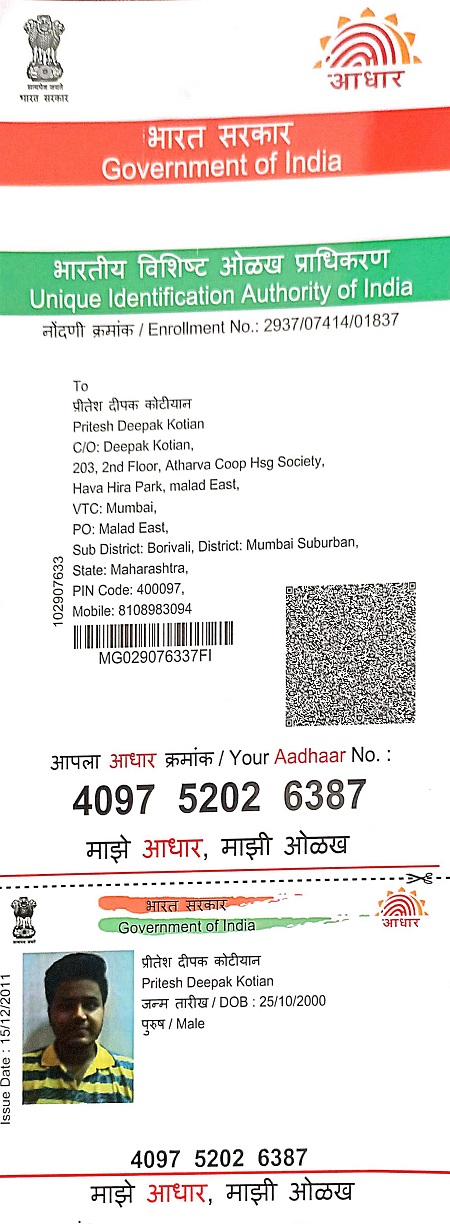 सत्यमेव जयते
भारत सरकार
आधार
भारत सरकार
Government of India
भारतीय विशिष्ट ओळख प्राधिकरण
Unique Identification Authority of India
नोंदणी क्रमांक / Enrollment No.: 2937/07414/01837
To
प्रीतेश दीपक कोटीयान
Pritesh Deepak Kotian
C/O: Deepak Kotian,
203, 2nd Floor, Atharva Coop Hsg Society,
Hava Hira Park, malad East,
VTC: Mumbai,
PO: Malad East,
Sub District: Borivali, District: Mumbai Suburban,
State: Maharashtra,
PIN Code: 400097,
Mobile: 8108983094
102907633
MG029076337FI
आपला आधार क्रमांक / Your Aadhaar No. :
4097 5202 6387
माझे आधार, माझी ओळख
भारत सरकार
Government of India
आधार
प्रीतेश दीपक कोटीयान
Pritesh Deepak Kotian
जन्म तारीख / DOB : 25/10/2000
पुरुष / Male
Issue Date : 15/12/2011
4097 5202 6387
माझे आधार, माझी ओळख